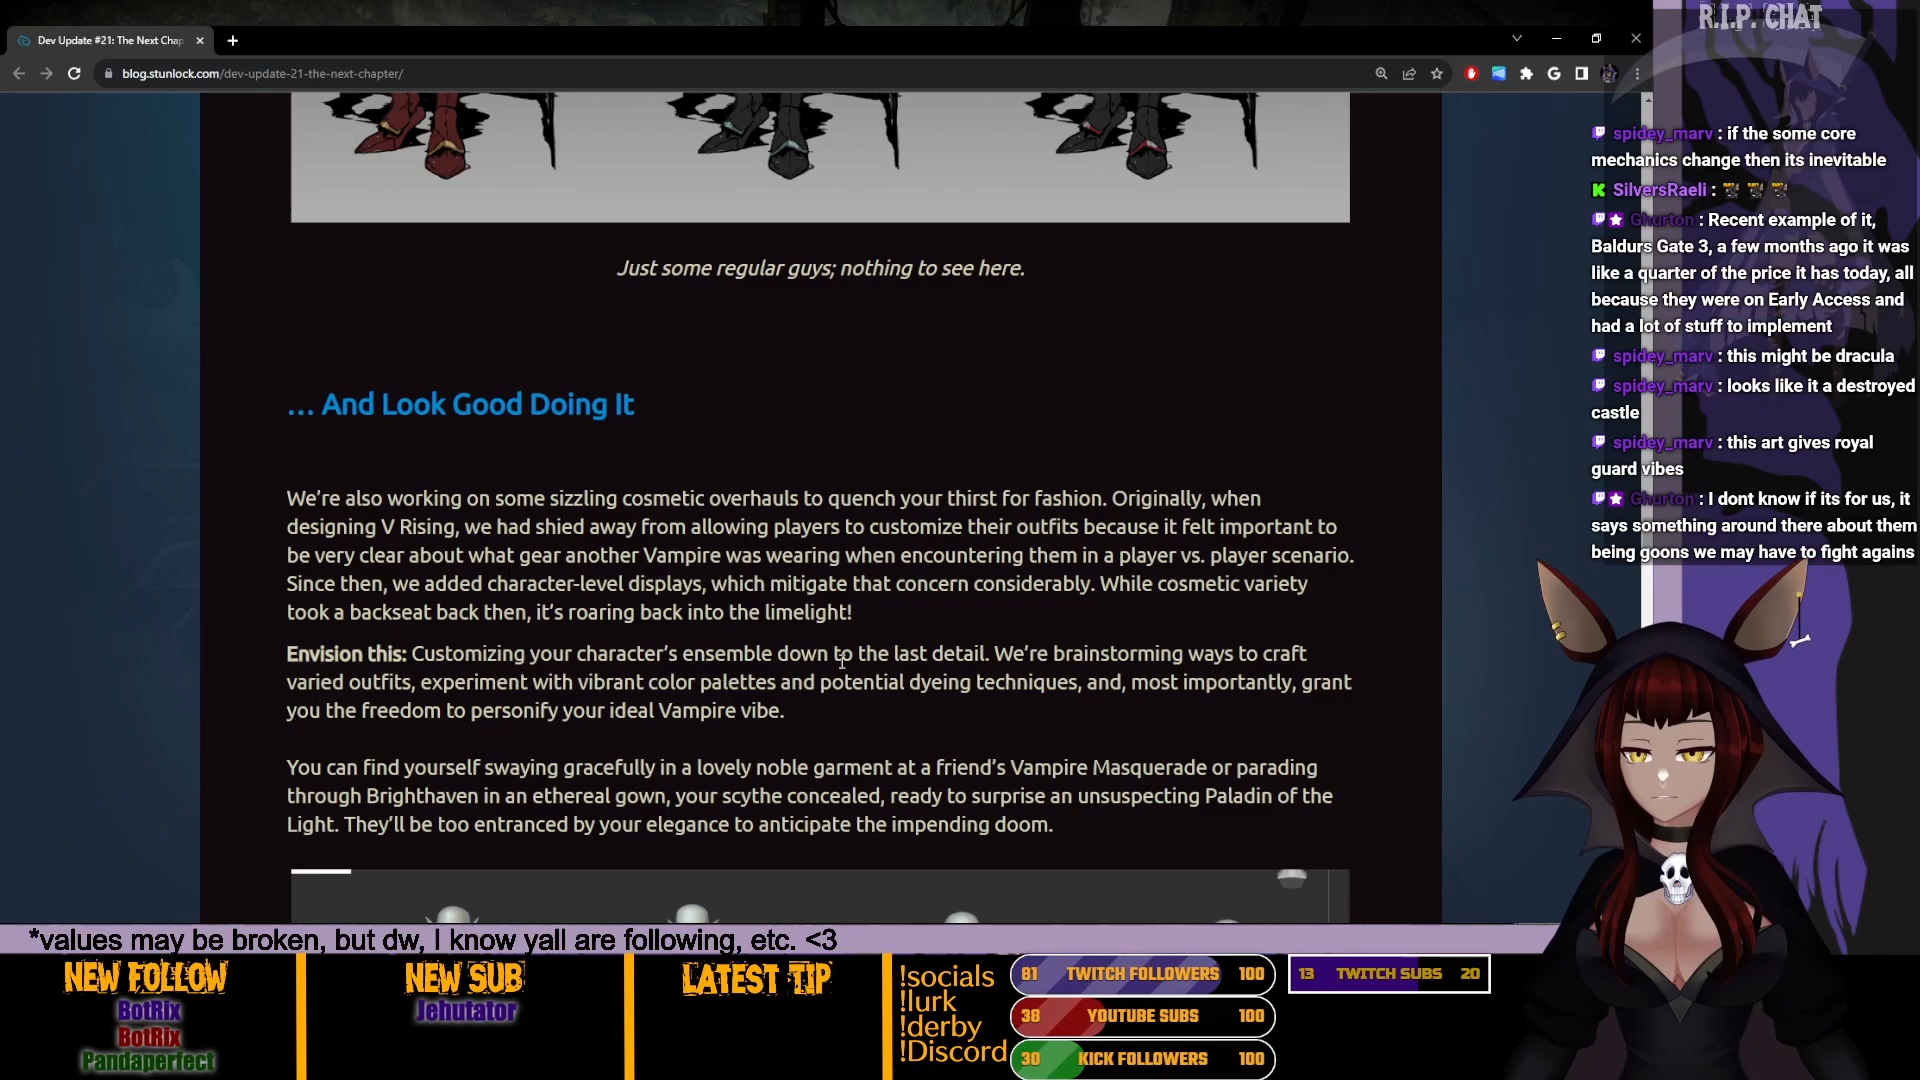 Dev Update #21: The Next Chap
blog.stunlock.com/dev-update-21-the-next-chapter/
Just some regular guys; nothing to see here.
... And Look Good Doing It
We're also working on some sizzling cosmetic overhauls to quench your thirst for fashion. Originally, when
designing V Rising, we had shied away from allowing players to customize their outfits because it felt important to
be very clear about what gear another Vampire was wearing when encountering them in a player vs. player scenario.
Since then, we added character-level displays, which mitigate that concern considerably. While cosmetic variety
took a backseat back then, it's roaring back into the limelight!
Envision this: Customizing your character's ensemble down to the last detail. We're brainstorming ways to craft
varied outfits, experiment with vibrant color palettes and potential dyeing techniques, and, most importantly, grant
you the freedom to personify your ideal Vampire vibe.
You can find yourself swaying gracefully in a lovely noble garment at a friend's Vampire Masquerade or parading
through Brighthaven in an ethereal gown, your scythe concealed, ready to surprise an unsuspecting Paladin of the
Light. They'll be too entranced by your elegance to anticipate the impending doom.
R.I.P. CHAT
spidey_marv : if the some core
mechanics change then its inevitable
SilversRaeli :
Ghurton : Recent example of it,
Baldurs Gate 3, a few months ago it was
like a quarter of the price it has today, all
because they were on Early Access and
had a lot of stuff to implement
spidey_marv : this might be dracula
spidey_marv : looks like it a destroyed
castle
spidey_marv : this art gives royal
guard vibes
Ghurton : I dont know if its for us, it
says something around there about them
being goons we may have to fight agains
*values may be broken, but dw, I know yall are following, etc. <3
NEW FOLLOW
BotRix
BotRix
Pandaperfect
NEW SUB
Jehutator
LATEST TIP
!socials
!lurk
!derby
!Discord
81 TWITCH FOLLOWERS 100
38 YOUTUBE SUBS 100
30 KICK FOLLOWERS 100
13 TWITCH SUBS 20